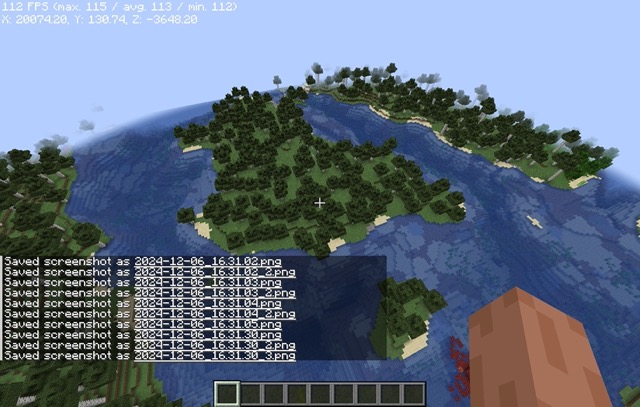 112 FPS (max. 115 / avg. 113 / min. 112)
X: 20074.20, Y: 130.74, Z: -3648.20
Saved screenshot as 2024-12-06_16.31.02.png
Saved screenshot as 2024-12-06_16.31.02_2.png
Saved screenshot as 2024-12-06_16.31.03.png
Saved screenshot as 2024-12-06_16.31.03_2.png
Saved screenshot as 2024-12-06_16.31.04.png
Saved screenshot as 2024-12-06_16.31.04_2.png
Saved screenshot as 2024-12-06_16.31.05.png
Saved screenshot as 2024-12-06_16.31.30.png
Saved screenshot as 2024-12-06_16.31.30_2.png
Saved screenshot as 2024-12-06_16.31.30_3.png